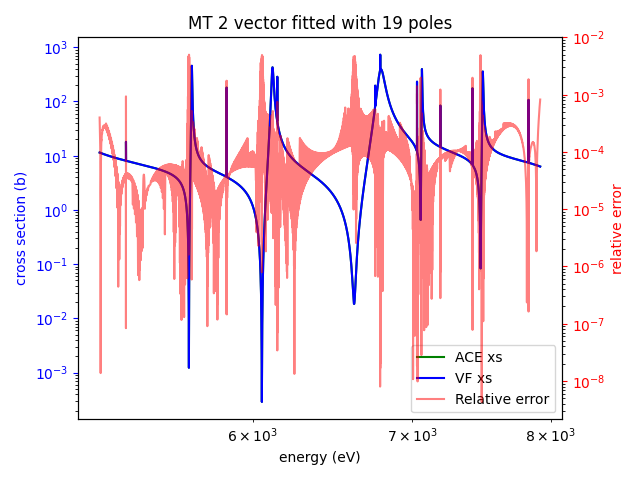 MT 2 vector fitted with 19 poles
cross section (b)
10³
10²
10¹
10⁰
10⁻¹
10⁻²
10⁻³
10⁻²
10⁻³
10⁻⁴
10⁻⁵
10⁻⁶
10⁻⁷
10⁻⁸
relative error
ACE xs
VF xs
Relative error
6 × 10³
7 × 10³
8 × 10³
energy (eV)